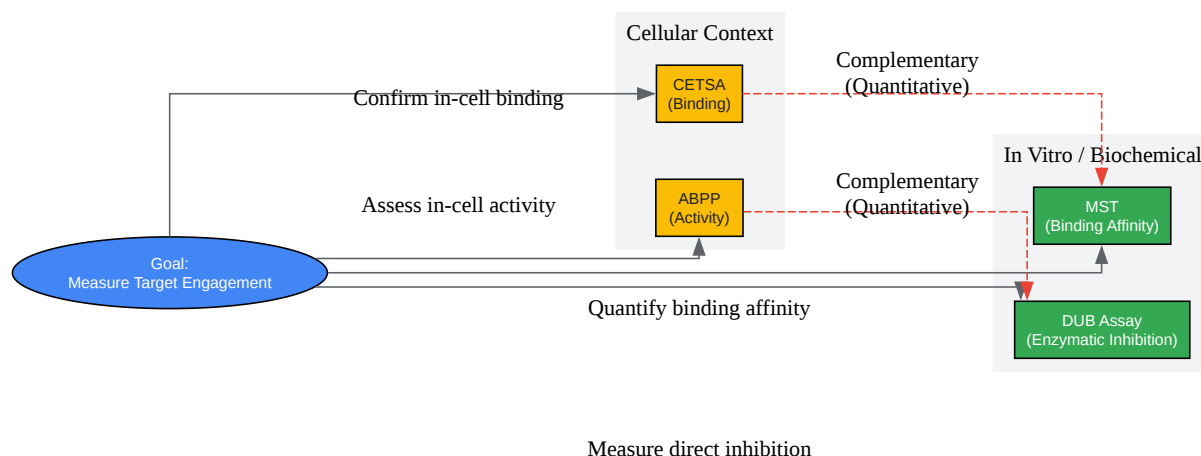 Cellular Context
CETSA
(Binding)
Confirm in-cell binding
Complementary
(Quantitative)
In Vitro / Biochemical
ABPP
(Activity)
Assess in-cell activity
Complementary
(Quantitative)
MST
(Binding Affinity)
Goal:
Measure Target Engagement
Quantify binding affinity
DUB Assay
(Enzymatic Inhibition)
Measure direct inhibition